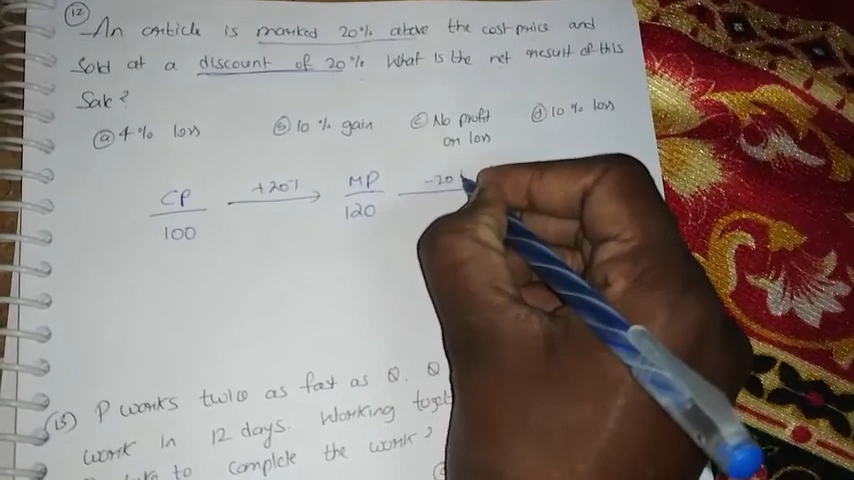 12 An article is marked 20% above the cost price and
sold at a discount of 20%. What is the net result of this
Sale?
a 4% loss b 10% gain c No profit or loss d 10% loss
CP +20% MP -20
100 120
13) P works twice as fast as Q. Q
work in 12 days. Working toget
to complete the work?